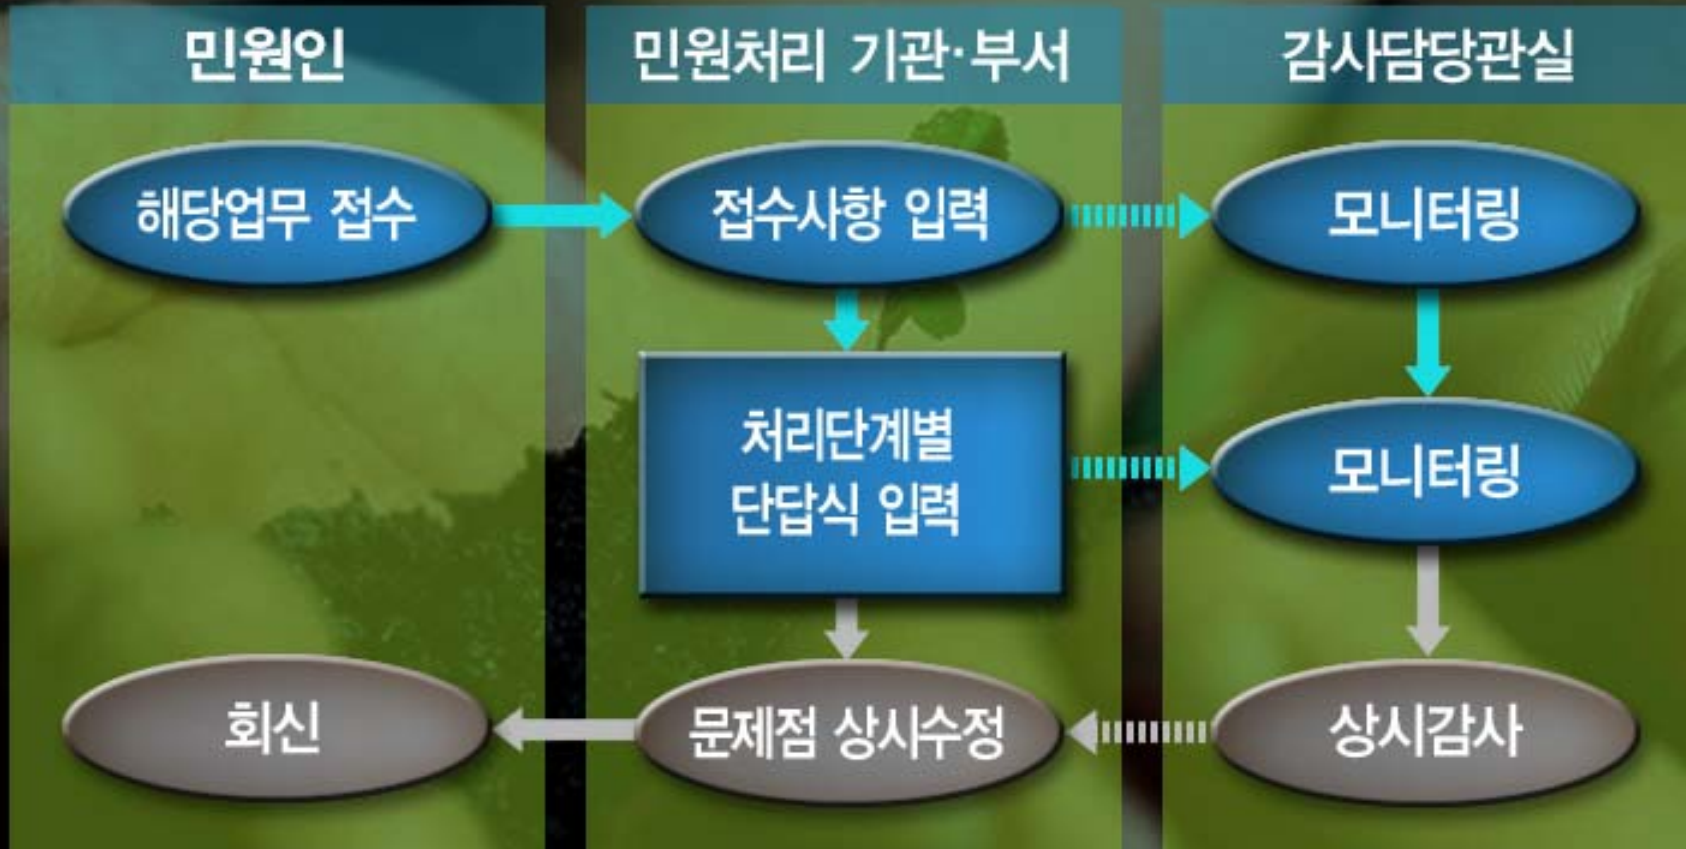 민원인
민원처리 기관·부서
감사담당관실
해당업무 접수
접수사항 입력
모니터링
처리단계별
단답식 입력
모니터링
회신
문제점 상시수정
상시감사